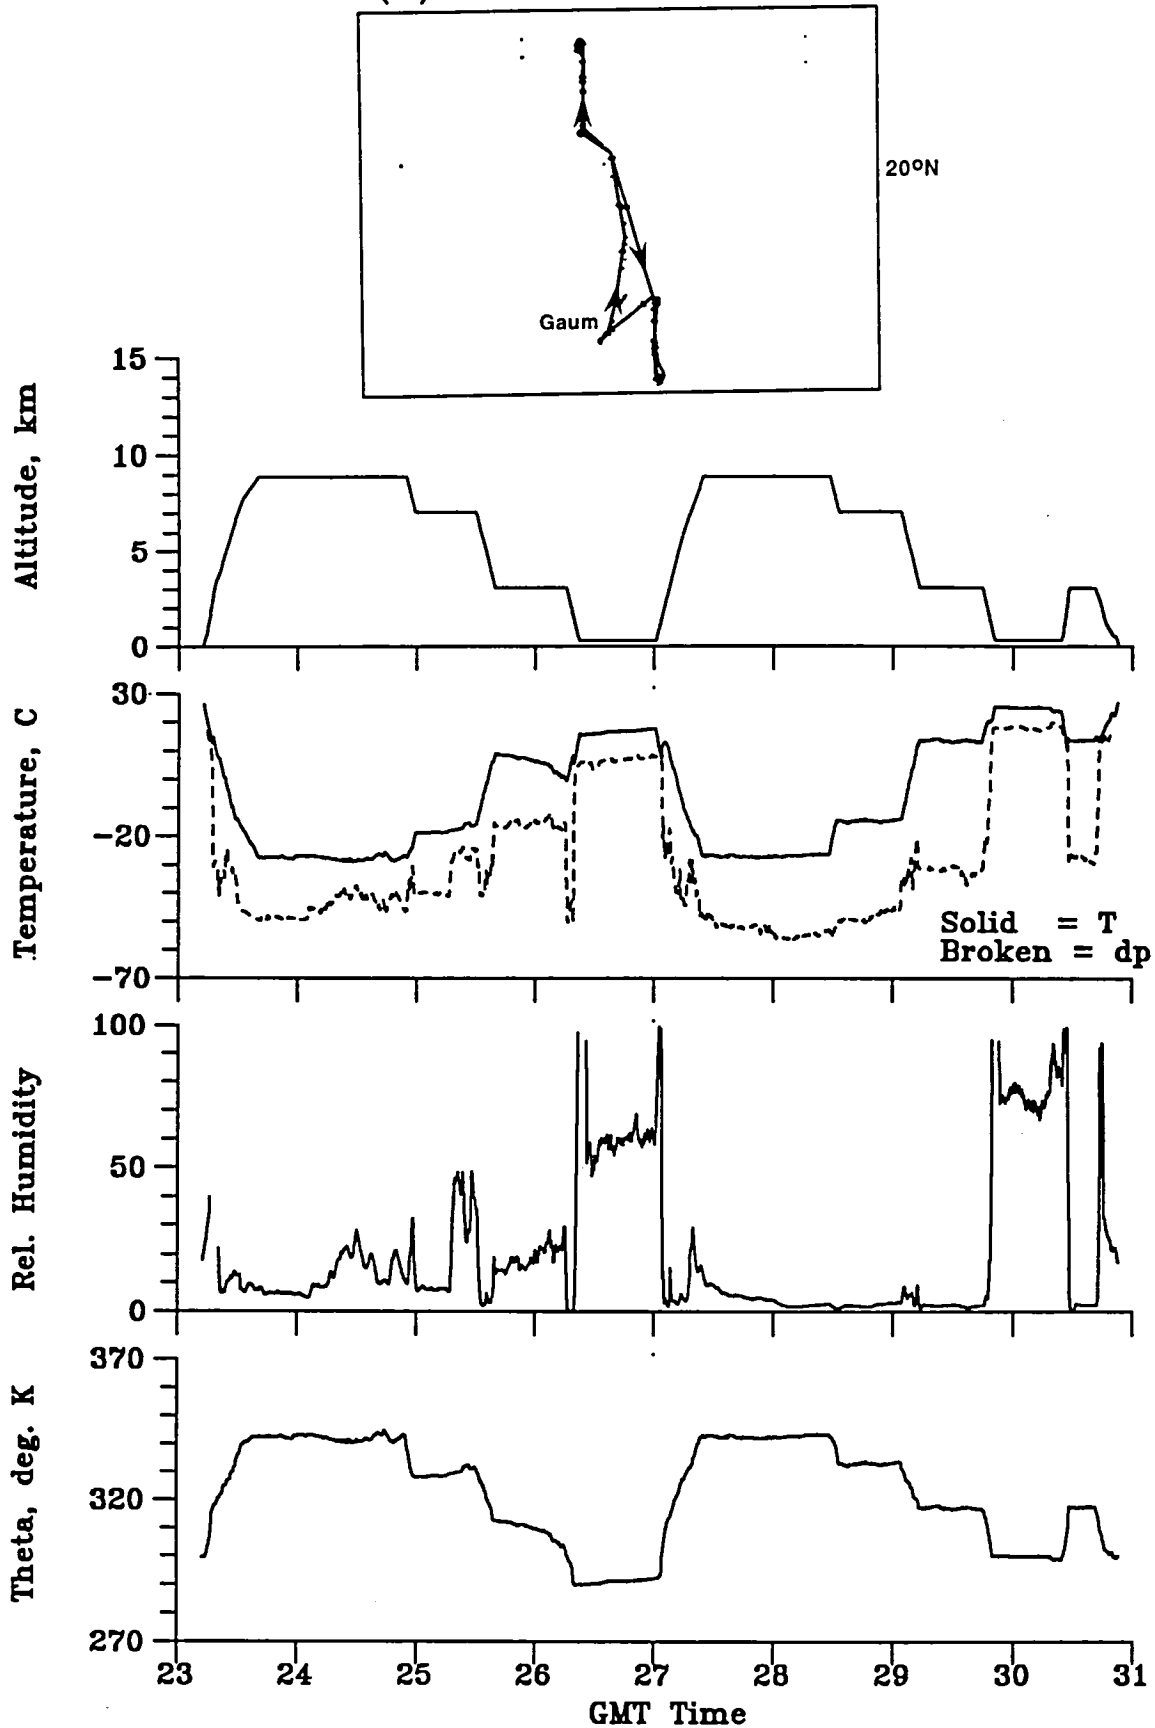 20ºN
Gaum
15
10
5
0
Altitude, km
30
-20
-70
Temperature, C
Solid = T
Broken = dp
100
50
0
Rel. Humidity
370
320
270
Theta, deg. K
23 24 25 26 27 28 29 30 31
GMT Time